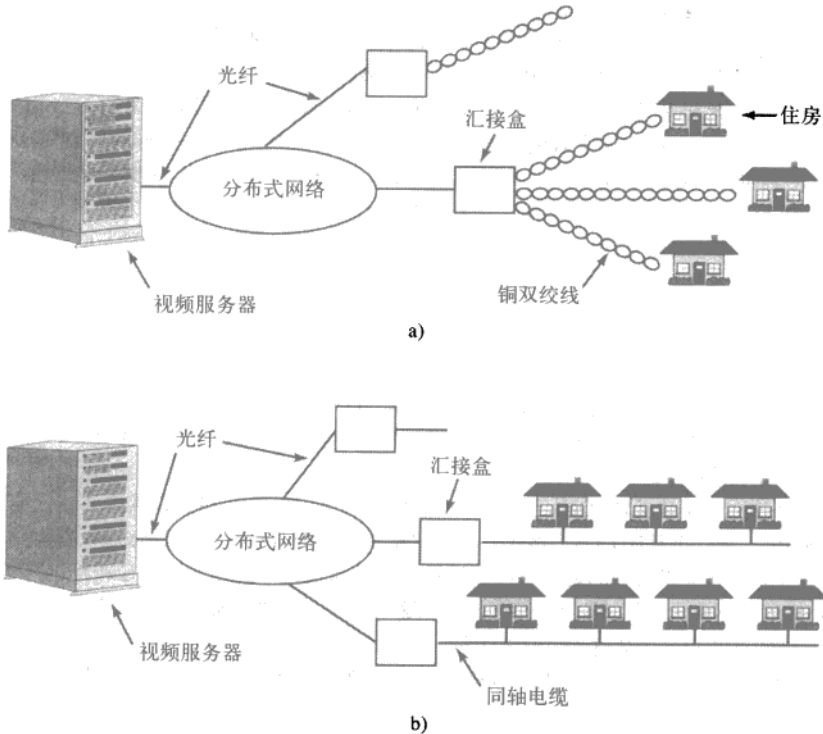 光纤
汇接盒
住房
分布式网络
视频服务器
铜双绞线
a)
光纤
汇接盒
分布式网络
视频服务器
同轴电缆
b)